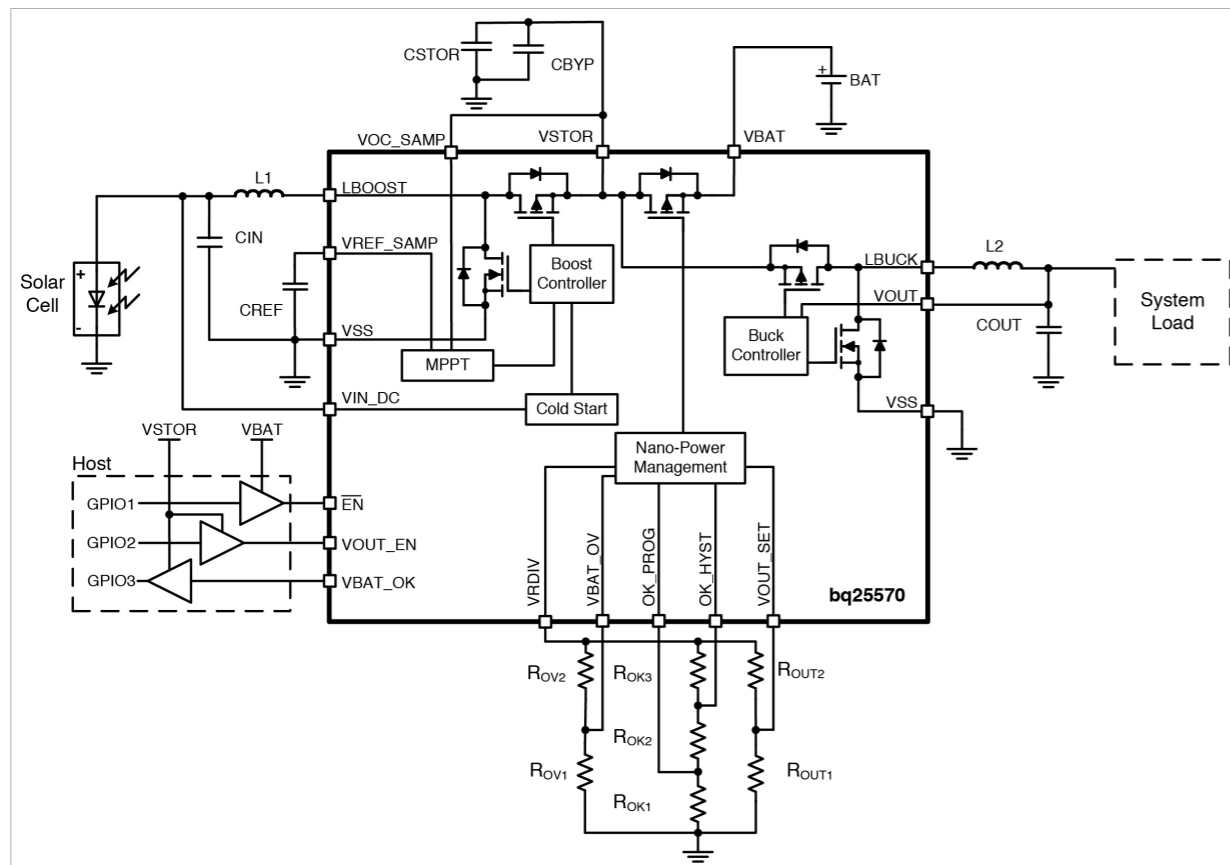 CSTOR
CBYP
+
BAT
VOC_SAMP
VSTOR
VBAT
L1
LBOOST
CIN
VREF_SAMP
Boost
Controller
LBUCK
L2
Solar
Cell
+
-
CREF
VSS
MPPT
Buck
Controller
VOUT
COUT
System
Load
VIN_DC
Cold Start
VSS
VSTOR
VBAT
Host
Nano-Power
Management
GPIO1
EN
GPIO2
VOUT_EN
GPIO3
VBAT_OK
VRDIV
VBAT_OV
OK_PROG
OK_HYST
VOUT_SET
bq25570
ROV2
ROK3
ROUT2
ROK2
ROV1
ROUT1
ROK1